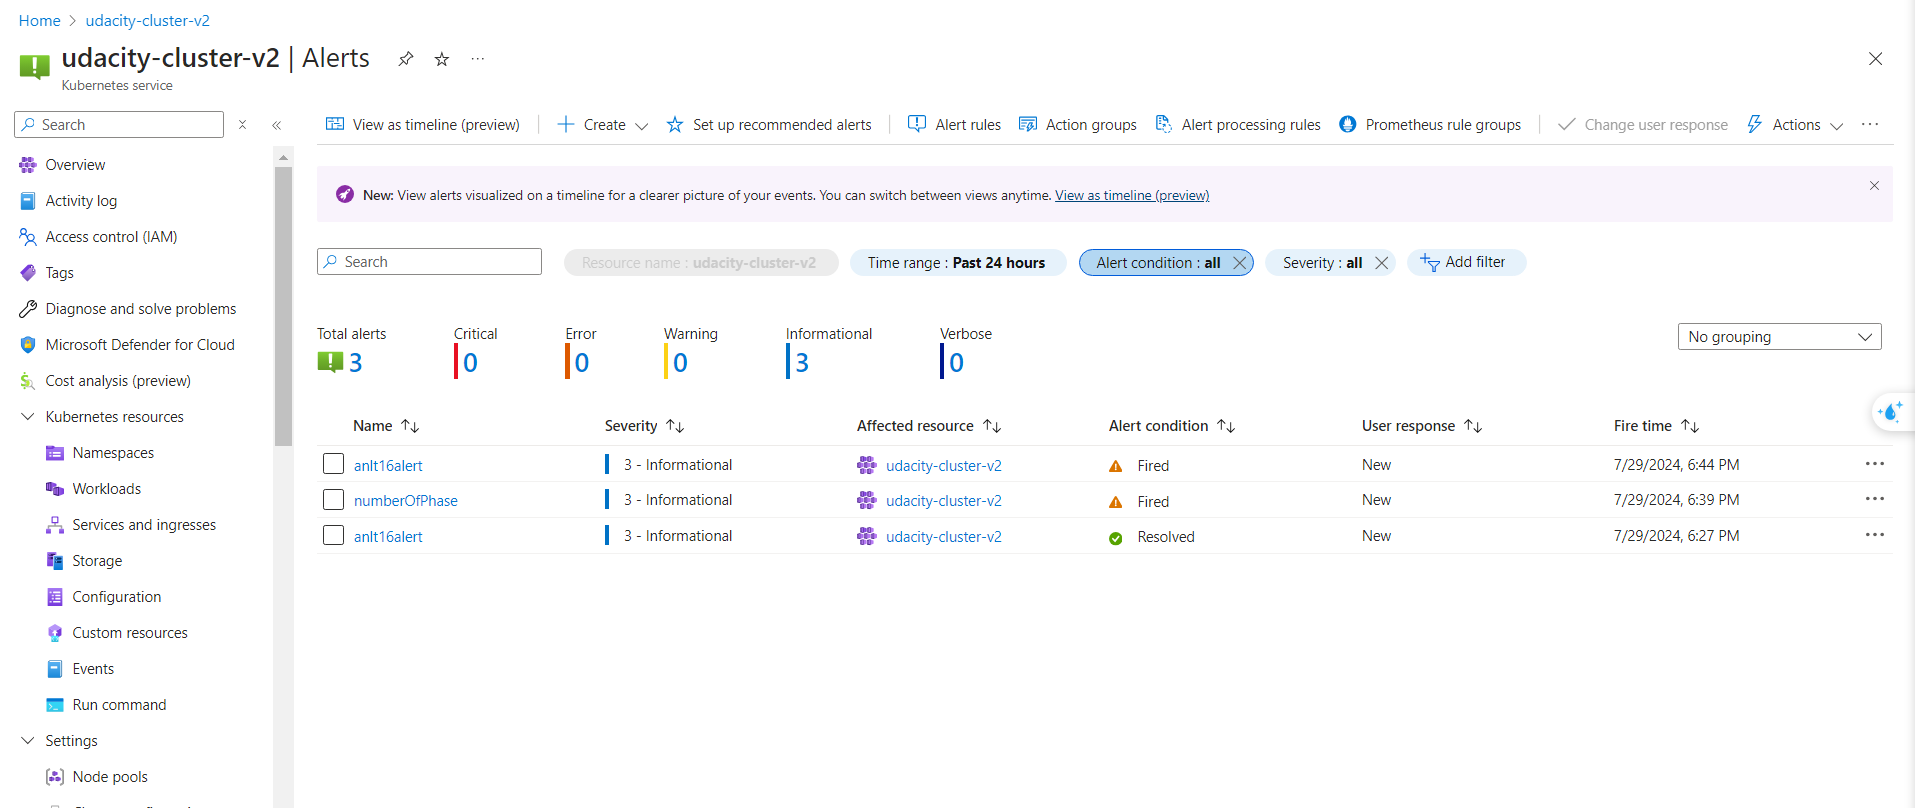 Home > udacity-cluster-v2
udacity-cluster-v2 | Alerts
Kubernetes service
Search
Overview
Activity log
Access control (IAM)
Tags
Diagnose and solve problems
Microsoft Defender for Cloud
Cost analysis (preview)
Kubernetes resources
Namespaces
Workloads
Services and ingresses
Storage
Configuration
Custom resources
Events
Run command
Settings
Node pools
View as timeline (preview) Create Set up recommended alerts Alert rules Action groups Alert processing rules Prometheus rule groups Change user response Actions
New: View alerts visualized on a timeline for a clearer picture of your events. You can switch between views anytime. View as timeline (preview)
Search Resource name : udacity-cluster-v2 Time range : Past 24 hours Alert condition : all Severity : all Add filter
Total alerts Critical Error Warning Informational Verbose
3 0 0 0 3 0
No grouping
Name Severity Affected resource Alert condition User response Fire time
anlt16alert 3 - Informational udacity-cluster-v2 Fired New 7/29/2024, 6:44 PM
numberOfPhase 3 - Informational udacity-cluster-v2 Fired New 7/29/2024, 6:39 PM
anlt16alert 3 - Informational udacity-cluster-v2 Resolved New 7/29/2024, 6:27 PM